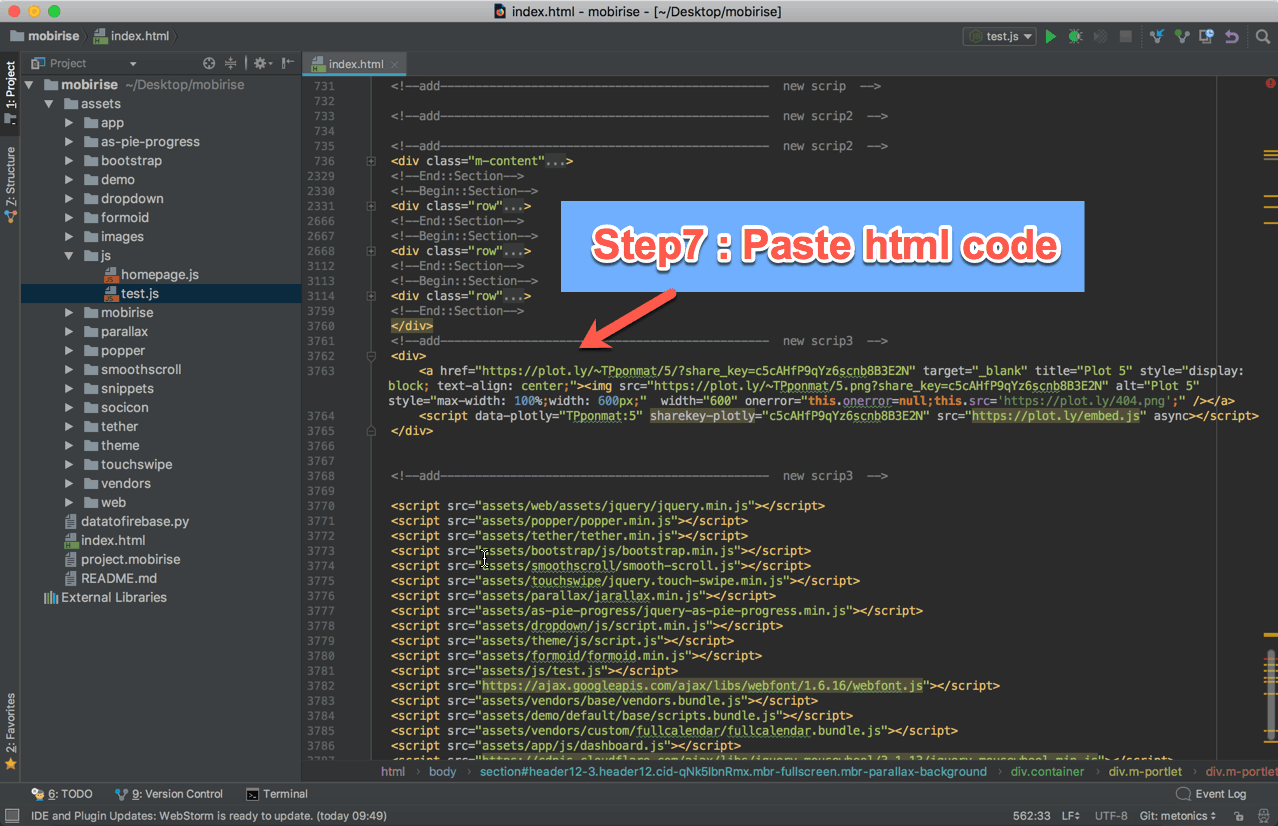 index.html - mobirise - [~/Desktop/mobirise]
mobirise index.html test.js
1: Project
Z: Structure
2: Favorites
Project
mobirise ~/Desktop/mobirise
assets
app
as-pie-progress
bootstrap
demo
dropdown
formoid
images
js
homepage.js
test.js
mobirise
parallax
popper
smoothscroll
snippets
socicon
tether
theme
touchswipe
vendors
web
datatofirebase.py
index.html
project.mobirise
README.md
External Libraries
index.html
731 <!--add----------------------------------------------- new scrip -->
732
733 <!--add----------------------------------------------- new scrip2 -->
734
735 <!--add----------------------------------------------- new scrip2 -->
736 <div class="m-content"...>
2329 <!--End::Section-->
2330 <!--Begin::Section-->
2331 <div class="row"...>
2666 <!--End::Section-->
2667 <!--Begin::Section-->
2668 <div class="row"...>
3112 <!--End::Section-->
3113 <!--Begin::Section-->
3114 <div class="row"...>
3759 <!--End::Section-->
3760 </div>
Step7 : Paste html code
3761 <!--add----------------------------------------------- new scrip3 -->
3762 <div>
3763 <a href="https://plot.ly/~TPponmat/5/?share_key=c5cAHfP9qYz6scnb8B3E2N" target="_blank" title="Plot 5" style="display:
block; text-align: center;"><img src="https://plot.ly/~TPponmat/5.png?share_key=c5cAHfP9qYz6scnb8B3E2N" alt="Plot 5"
style="max-width: 100%;width: 600px;" width="600" onerror="this.onerror=null;this.src='https://plot.ly/404.png';" /></a>
3764 <script data-plotly="TPponmat:5" sharekey-plotly="c5cAHfP9qYz6scnb8B3E2N" src="https://plot.ly/embed.js" async></script>
3765 </div>
3766
3767
3768 <!--add----------------------------------------------- new scrip3 -->
3769
3770 <script src="assets/web/assets/jquery/jquery.min.js"></script>
3771 <script src="assets/popper/popper.min.js"></script>
3772 <script src="assets/tether/tether.min.js"></script>
3773 <script src="assets/bootstrap/js/bootstrap.min.js"></script>
3774 <script src="assets/smoothscroll/smooth-scroll.js"></script>
3775 <script src="assets/touchswipe/jquery.touch-swipe.min.js"></script>
3776 <script src="assets/parallax/jarallax.min.js"></script>
3777 <script src="assets/as-pie-progress/jquery-as-pie-progress.min.js"></script>
3778 <script src="assets/dropdown/js/script.min.js"></script>
3779 <script src="assets/theme/js/script.js"></script>
3780 <script src="assets/formoid/formoid.min.js"></script>
3781 <script src="assets/js/test.js"></script>
3782 <script src="https://ajax.googleapis.com/ajax/libs/webfont/1.6.16/webfont.js"></script>
3783 <script src="assets/vendors/base/vendors.bundle.js"></script>
3784 <script src="assets/demo/default/base/scripts.bundle.js"></script>
3785 <script src="assets/vendors/custom/fullcalendar/fullcalendar.bundle.js"></script>
3786 <script src="assets/app/js/dashboard.js"></script>
3787 <script src="https://cdnjs.cloudflare.com/ajax/libs/jquery-mousewheel/3.1.13/jquery.mousewheel.min.js"></script>
html body section#header12-3.header12.cid-qNk5lbnRmx.mbr-fullscreen.mbr-parallax-background div.container div.m-portlet div.m-portlet
6: TODO 9: Version Control Terminal Event Log
IDE and Plugin Updates: WebStorm is ready to update. (today 09:49) 562:33 LF UTF-8 Git: metonics